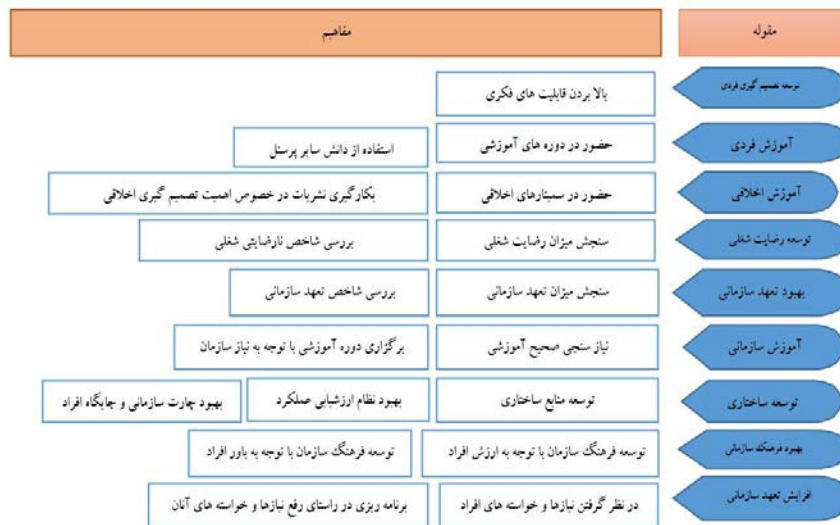 مقوله
مفاهیم
توسعه تصمیم گیری فردی
بالا بردن قابلیت های فکری
آموزش فردی
حضور در دوره های آموزشی
استفاده از دانش سایر پرسنل
آموزش اخلاقی
حضور در سمینارهای اخلاقی
بکارگیری نشریات در خصوص اهمیت تصمیم گیری اخلاقی
توسعه رضایت شغلی
سنجش میزان رضایت شغلی
بررسی شاخص نارضایتی شغلی
بهبود تعهد سازمانی
سنجش میزان تعهد سازمانی
بررسی شاخص تعهد سازمانی
آموزش سازمانی
نیاز سنجی صحیح آموزشی
برگزاری دوره آموزشی با توجه به نیاز سازمان
توسعه ساختاری
توسعه منابع ساختاری
بهبود نظام ارزشیابی عملکرد
بهبود چارت سازمانی و جایگاه افراد
بهبود فرهنگ سازمانی
توسعه فرهنگ سازمان با توجه به ارزش افراد
توسعه فرهنگ سازمان با توجه به باور افراد
افزایش تعهد سازمانی
در نظر گرفتن نیازها و خواسته های افراد
برنامه ریزی در راستای رفع نیازها و خواسته های آنان